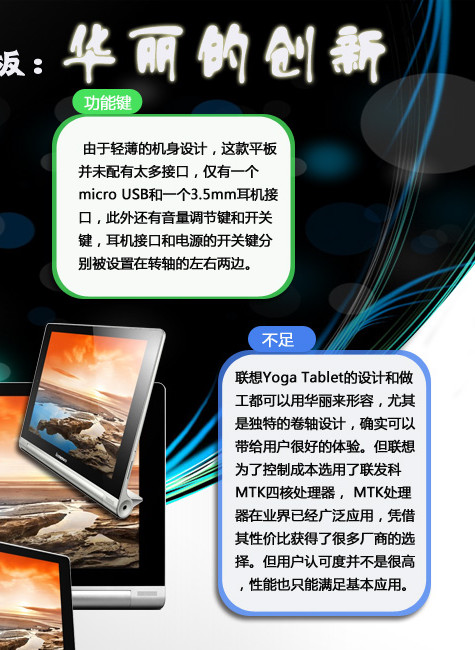 板：华丽的创新
功能键
由于轻薄的机身设计，这款平板
并未配有太多接口，仅有一个
micro USB和一个3.5mm耳机接
口，此外还有音量调节键和开关
键，耳机接口和电源的开关键分
别被设置在转轴的左右两边。
不足
联想Yoga Tablet的设计和做
工都可以用华丽来形容，尤其
是独特的卷轴设计，确实可以
带给用户很好的体验。但联想
为了控制成本选用了联发科
MTK四核处理器， MTK处理
器在业界已经广泛应用，凭借
其性价比获得了很多厂商的选
择。但用户认可度并不是很高
，性能也只能满足基本应用。